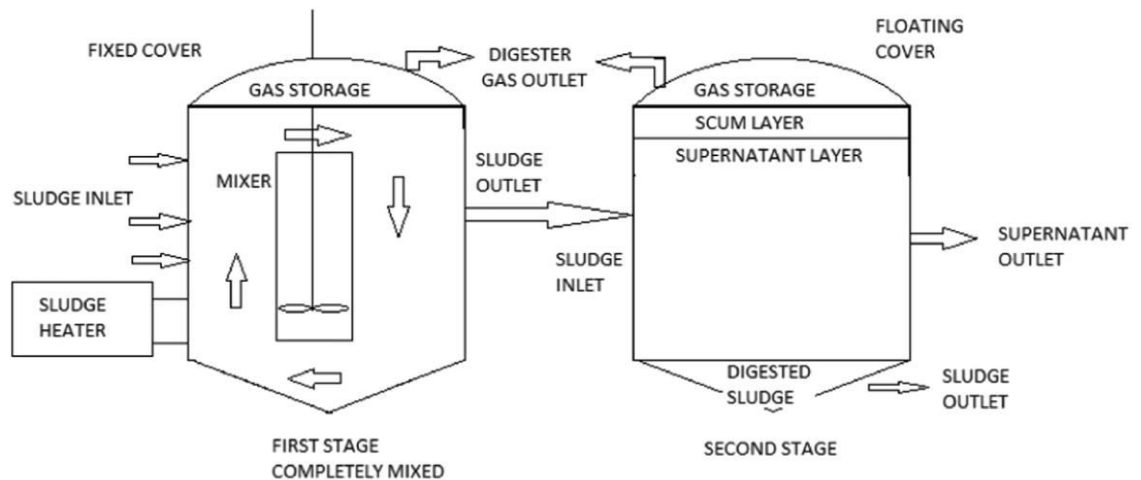 FIXED COVER
DIGESTER
GAS OUTLET
FLOATING
COVER
GAS STORAGE
GAS STORAGE
SCUM LAYER
SUPERNATANT LAYER
MIXER
SLUDGE
OUTLET
SLUDGE INLET
SUPERNATANT
OUTLET
SLUDGE
INLET
SLUDGE
HEATER
DIGESTED
SLUDGE
SLUDGE
OUTLET
FIRST STAGE
COMPLETELY MIXED
SECOND STAGE